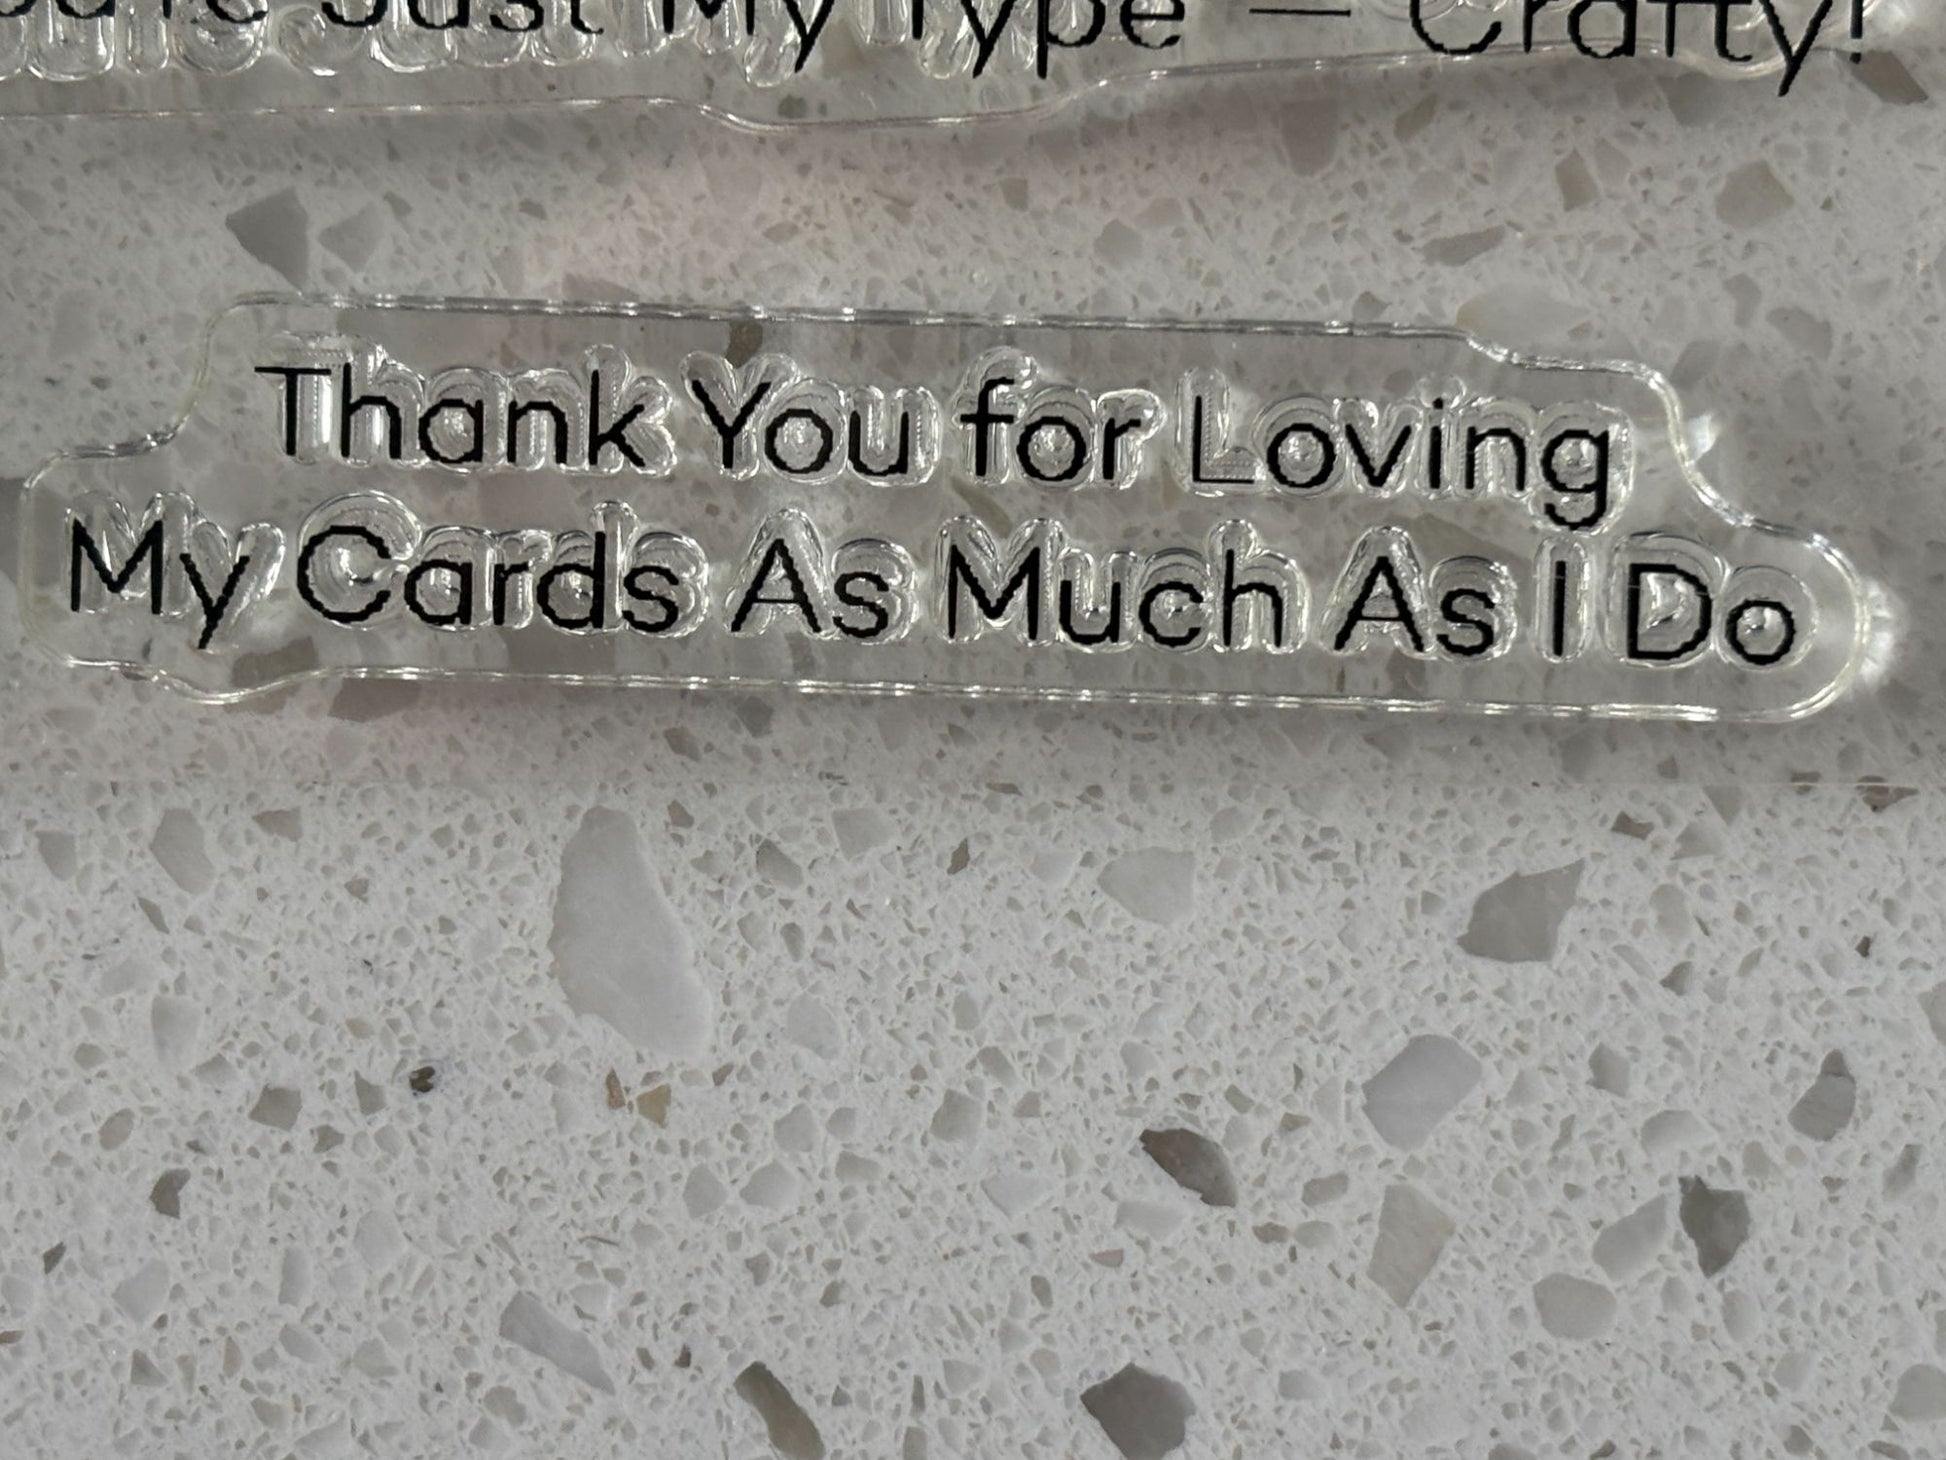 Just My Type — Crafty!
Thank You for Loving
My Cards As Much As I Do